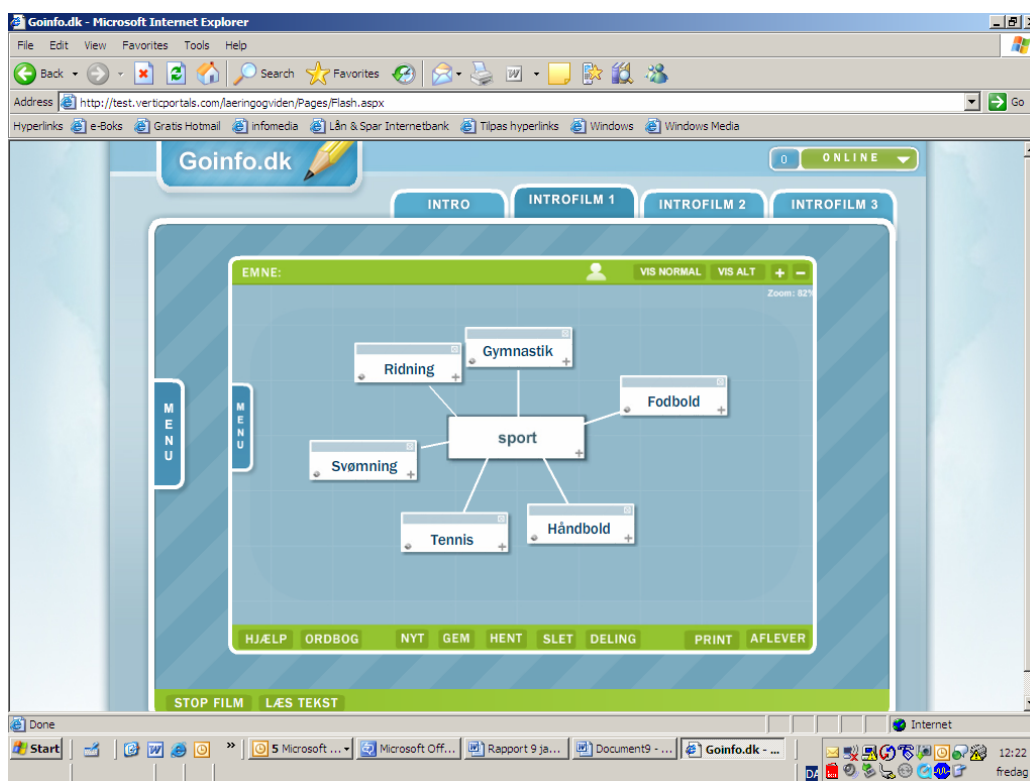 Goinfo.dk - Microsoft Internet Explorer
File Edit View Favorites Tools Help
Back Search Favorites
Address http://test.verticportals.com/laeringogviden/Pages/Flash.aspx Go
Hyperlinks e-Boks Gratis Hotmail infomedia Lån & Spar Internetbank Tilpas hyperlinks Windows Windows Media
Goinfo.dk
0 ONLINE
INTRO INTROFILM 1 INTROFILM 2 INTROFILM 3
EMNE: VIS NORMAL VIS ALT + −
Zoom: 82%
Gymnastik
Ridning
Fodbold
sport
Svømning
Håndbold
Tennis
MENU
MENU
HJÆLP ORDBOG NYT GEM HENT SLET DELING PRINT AFLEVER
STOP FILM LÆS TEKST
Done Internet
Start » 5 Microsoft ... Microsoft Off... Rapport 9 ja... Document9 - ... Goinfo.dk - ... 12:22
DA fredag